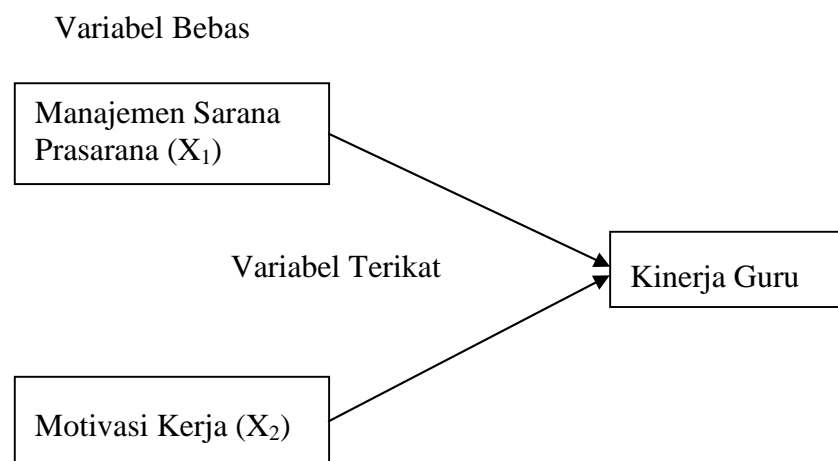 Variabel Bebas
Manajemen Sarana
Prasarana (X₁)
Variabel Terikat
Kinerja Guru
Motivasi Kerja (X₂)